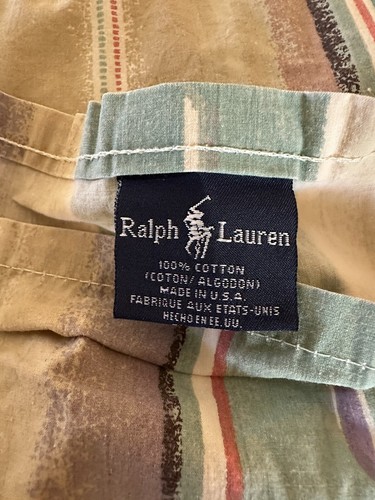 Ralph Lauren
100% COTTON
(COTON/ALGODON)
MADE IN U.S.A.
FABRIQUE AUX ETATS-UNIS
HECHO EN EE.UU.